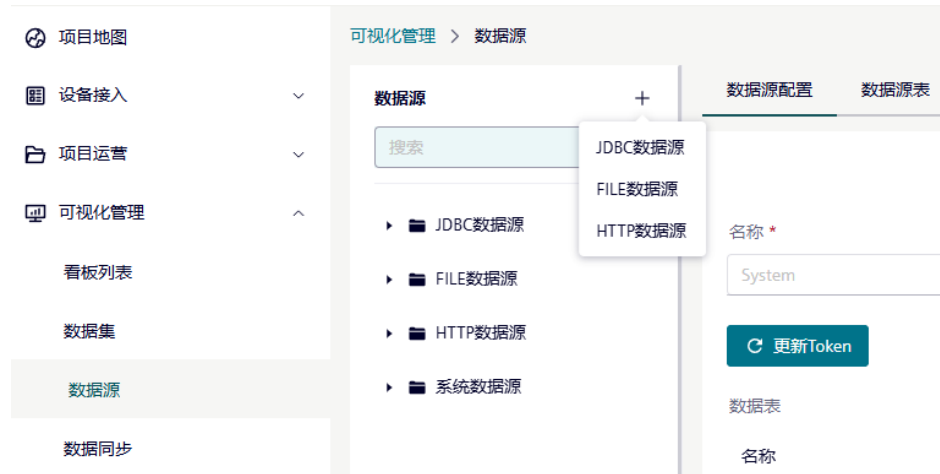 项目地图
设备接入
项目运营
可视化管理
看板列表
数据集
数据源
数据同步
可视化管理 > 数据源
数据源
搜索
JDBC数据源
FILE数据源
HTTP数据源
系统数据源
JDBC数据源
FILE数据源
HTTP数据源
数据源配置 数据源表
名称 *
System
更新Token
数据表
名称